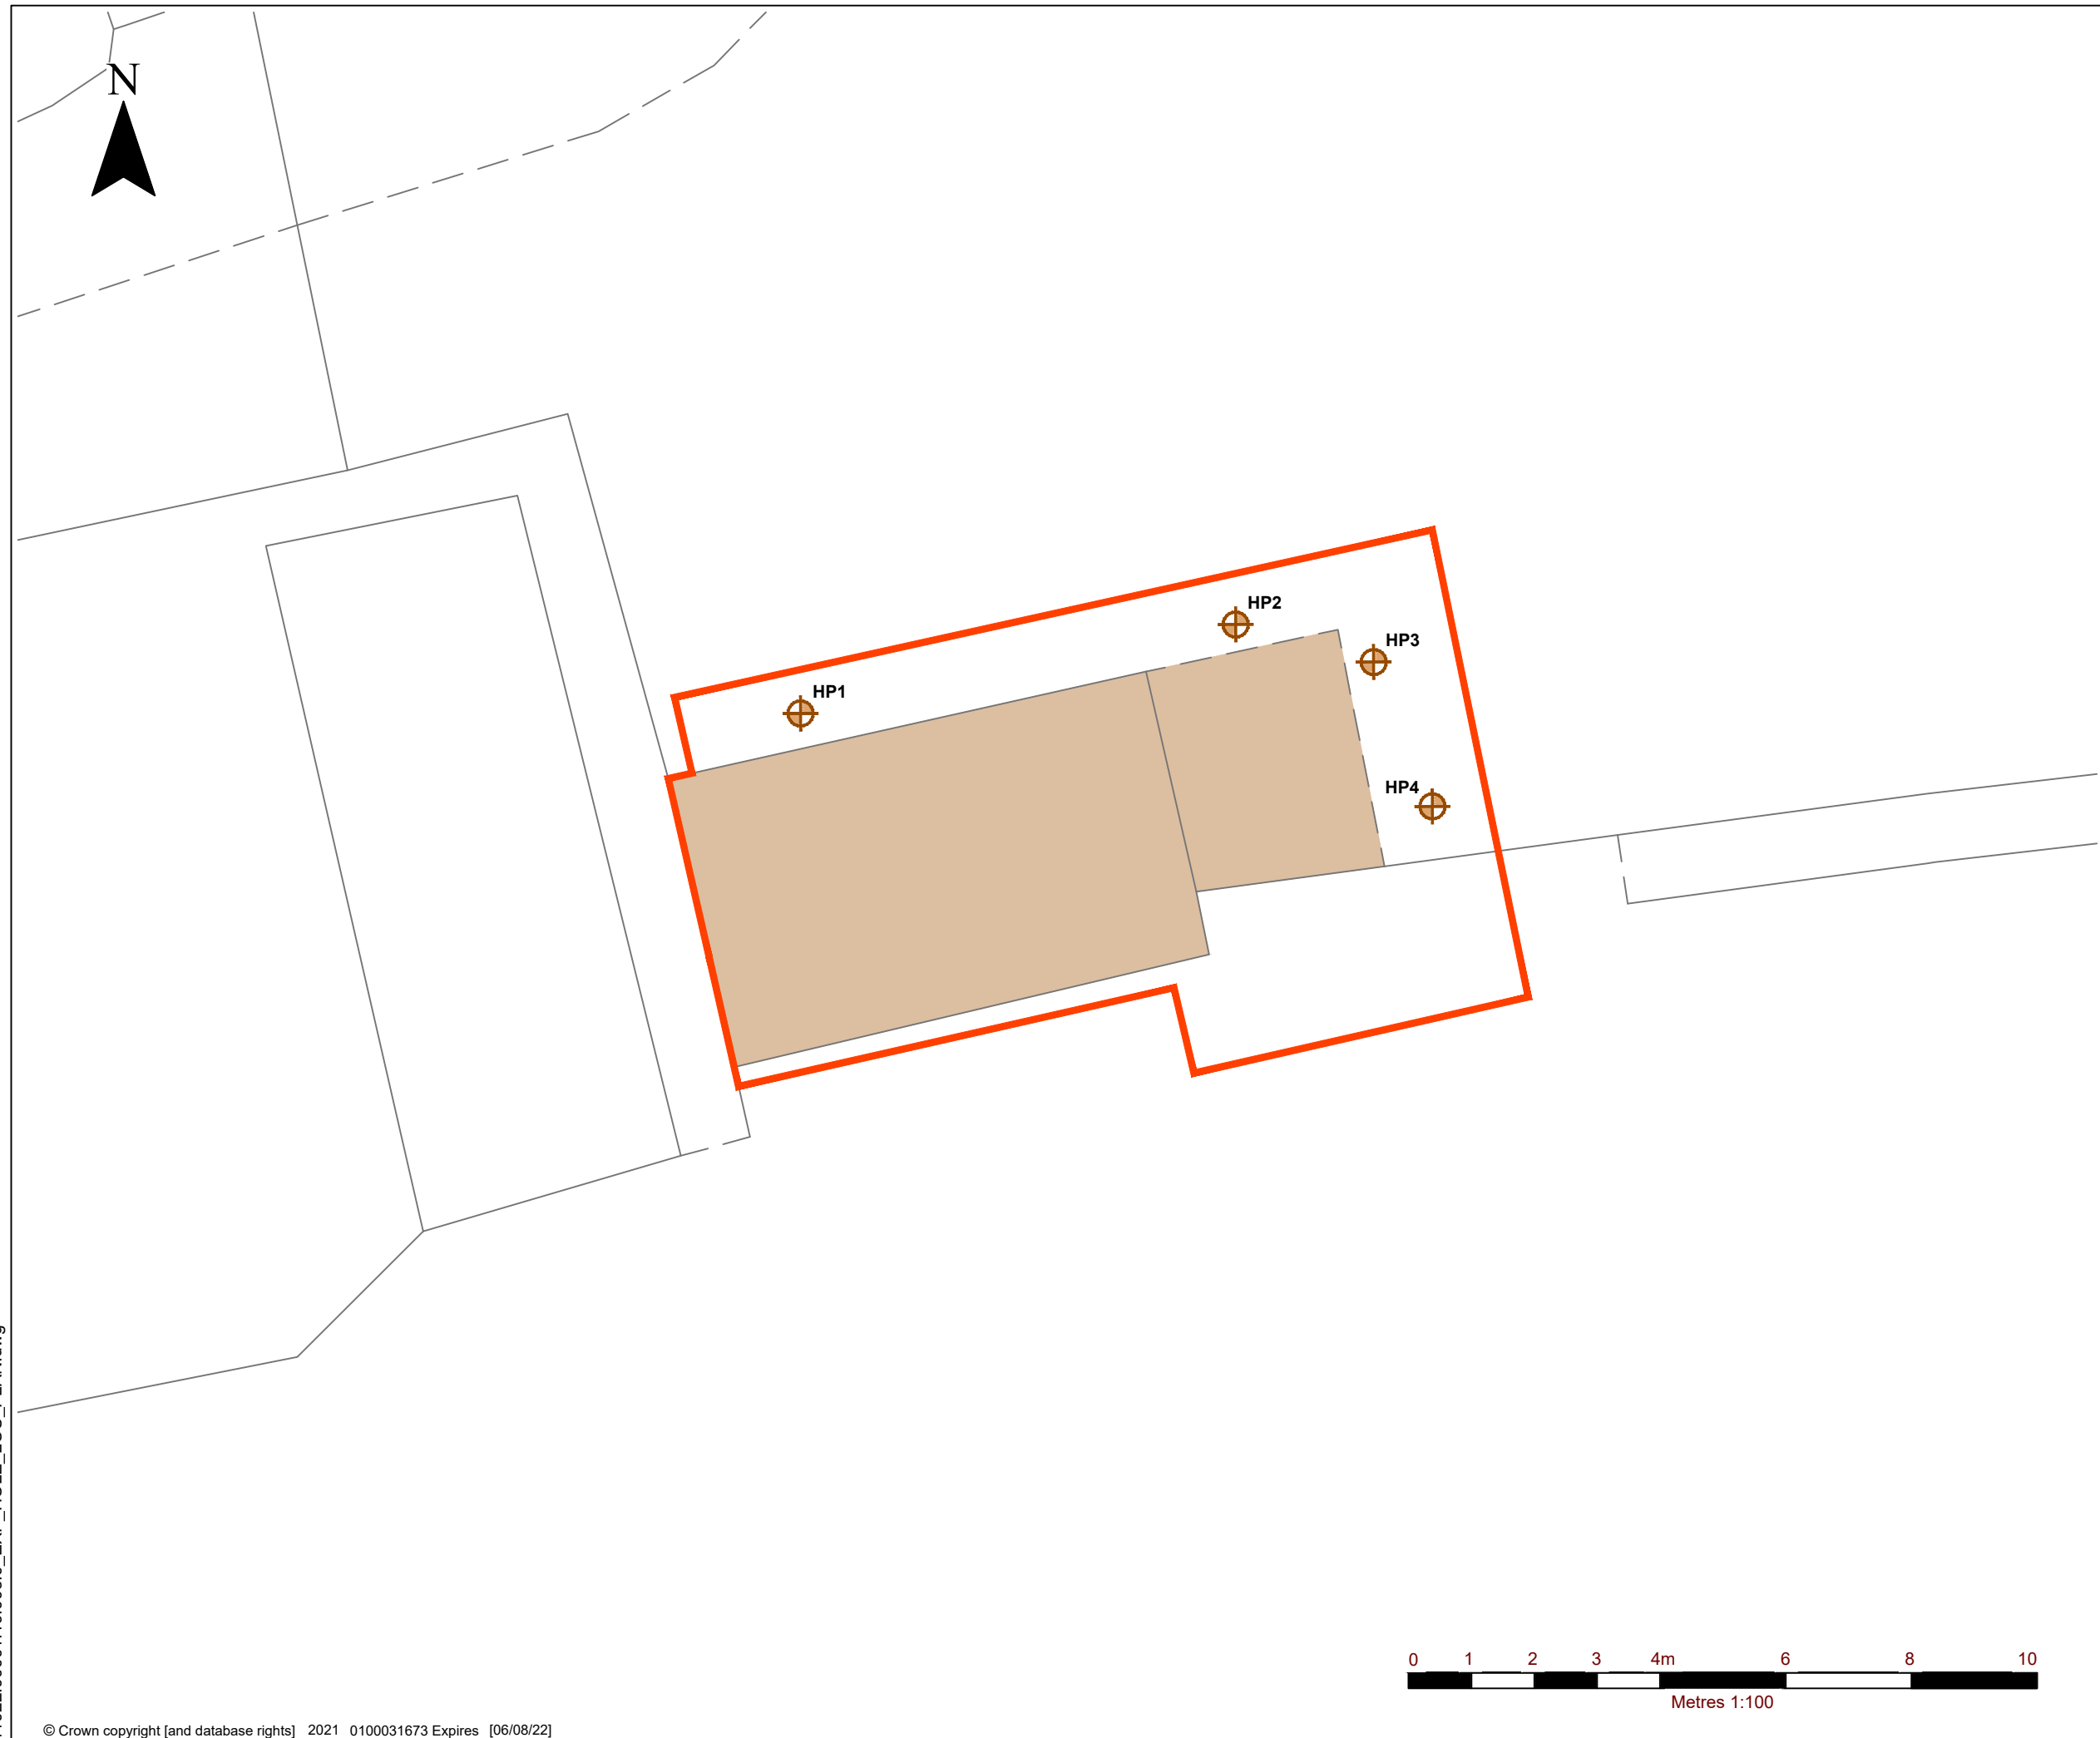 N
HP2
HP3
HP1
HP4
0 1 2 3 4m 6 8 10
Metres 1:100
© Crown copyright [and database rights] 2021 0100031673 Expires [06/08/22]